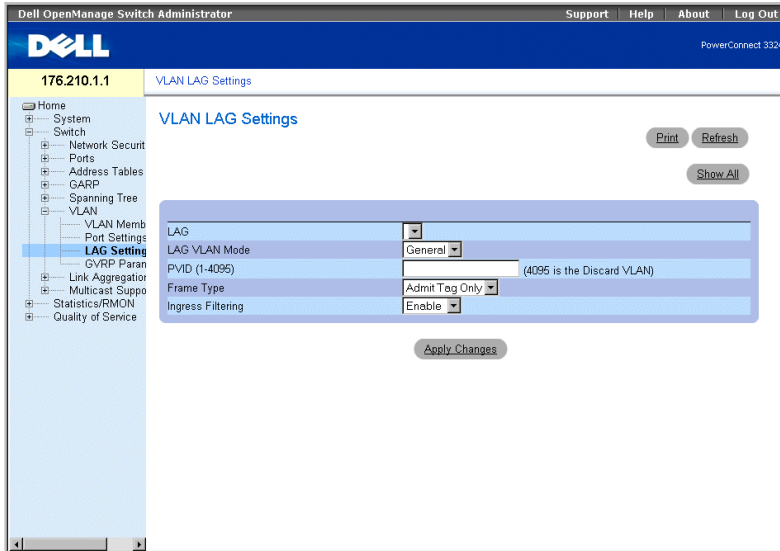 Dell OpenManage Switch Administrator
Support Help About Log Out
DELL
PowerConnect 332
176.210.1.1
VLAN LAG Settings
Home
System
Switch
Network Securit
Ports
Address Tables
GARP
Spanning Tree
VLAN
VLAN Memb
Port Settings
LAG Setting
GVRP Paran
Link Aggregation
Multicast Suppo
Statistics/RMON
Quality of Service
VLAN LAG Settings
Print Refresh
Show All
LAG
LAG VLAN Mode General
PVID (1-4095) (4095 is the Discard VLAN)
Frame Type Admit Tag Only
Ingress Filtering Enable
Apply Changes